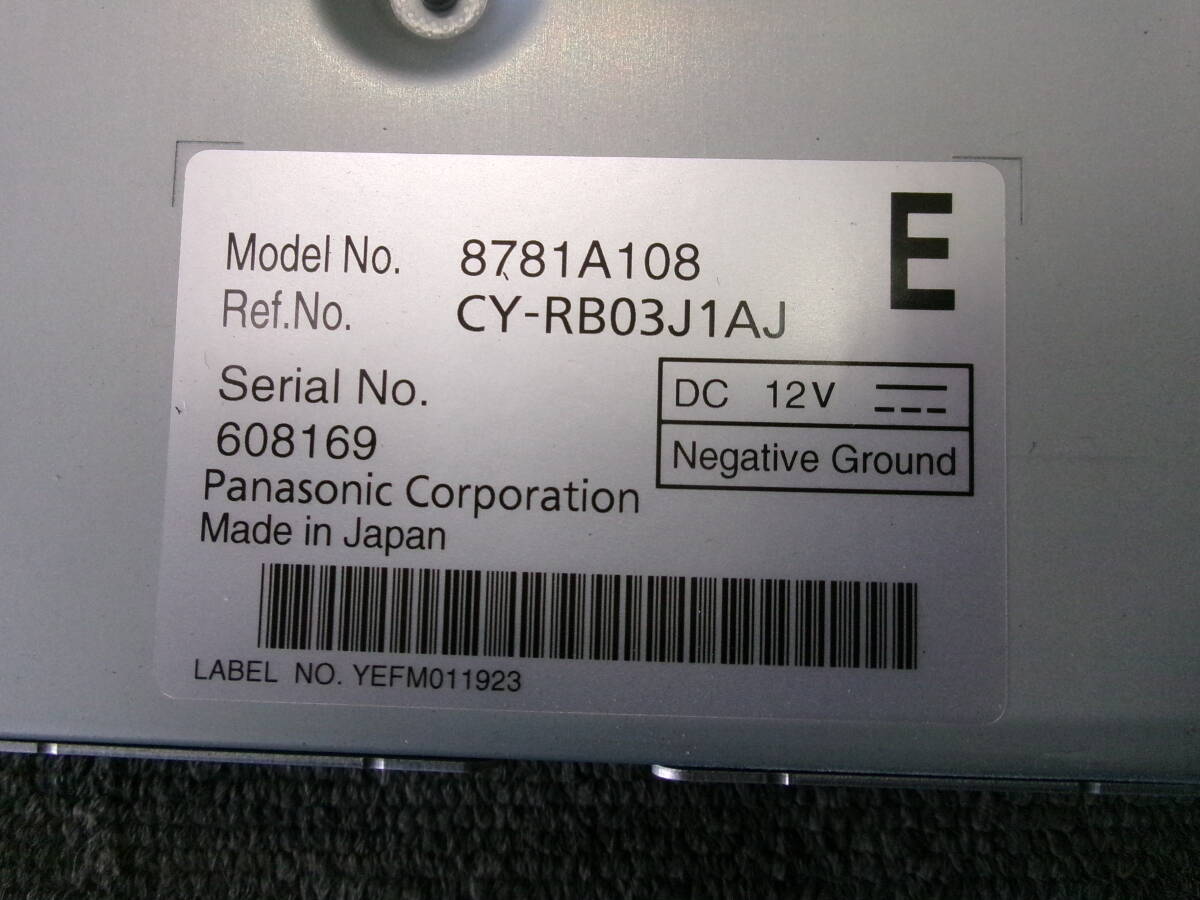 E
Model No. 8781A108
Ref.No. CY-RB03J1AJ
Serial No.
608169
DC 12V
Negative Ground
Panasonic Corporation
Made in Japan
LABEL NO. YEFM011923